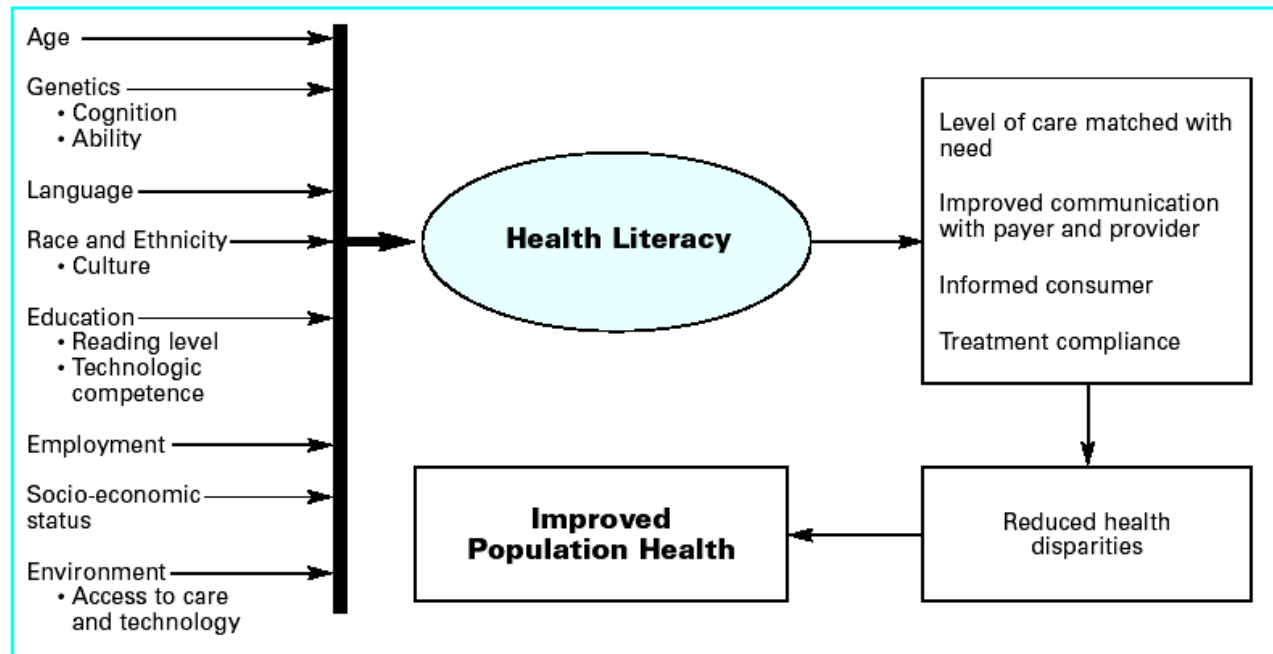 Age
Genetics
• Cognition
• Ability
Language
Race and Ethnicity
• Culture
Education
• Reading level
• Technologic
competence
Employment
Socio-economic
status
Environment
• Access to care
and technology
Health Literacy
Level of care matched with
need
Improved communication
with payer and provider
Informed consumer
Treatment compliance
Reduced health
disparities
Improved
Population Health